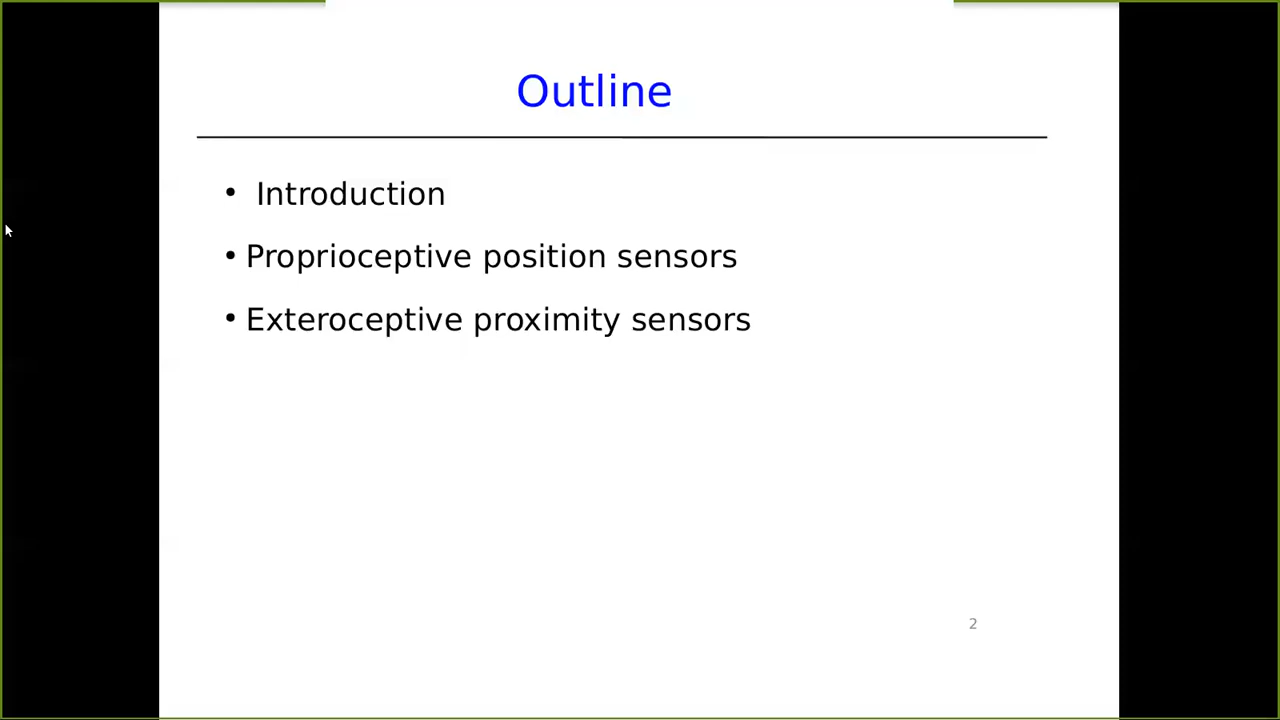 Outline
• Introduction
• Proprioceptive position sensors
• Exteroceptive proximity sensors
2